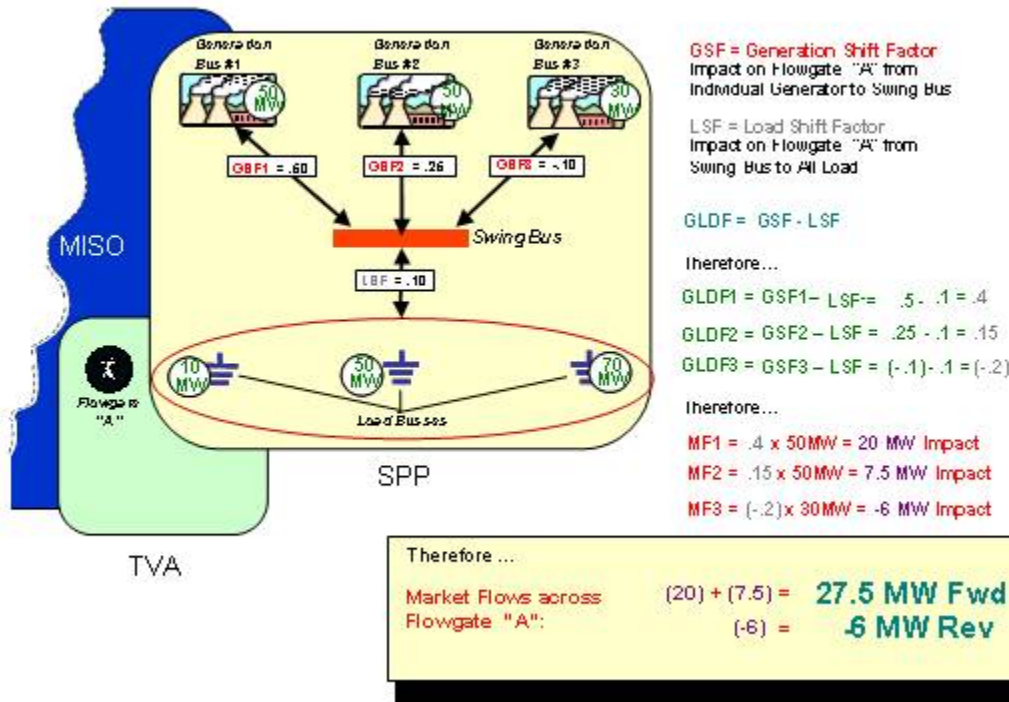 Generation Bus #1
Generation Bus #2
Generation Bus #3
50 MW
50 MW
30 MW
GSF1 = .60
GSF2 = .26
GSF3 = -.10
Swing Bus
LSF = .10
MISO
Flowgate "A"
10 MW
50 MW
70 MW
Load Busses
SPP
TVA
GSF = Generation Shift Factor
Impact on Flowgate "A" from
Individual Generator to Swing Bus
LSF = Load Shift Factor
Impact on Flowgate "A" from
Swing Bus to All Load
GLDF = GSF - LSF
Therefore...
GLDF1 = GSF1 – LSF = .5 - .1 = .4
GLDF2 = GSF2 – LSF = .25 - .1 = .15
GLDF3 = GSF3 – LSF = (-.1) - .1 = (-.2)
Therefore...
MF1 = .4 x 50MW = 20 MW Impact
MF2 = .15 x 50MW = 7.5 MW Impact
MF3 = (-.2) x 30MW = -6 MW Impact
Therefore ...
Market Flows across (20) + (7.5) = 27.5 MW Fwd
Flowgate "A": (-6) = -6 MW Rev